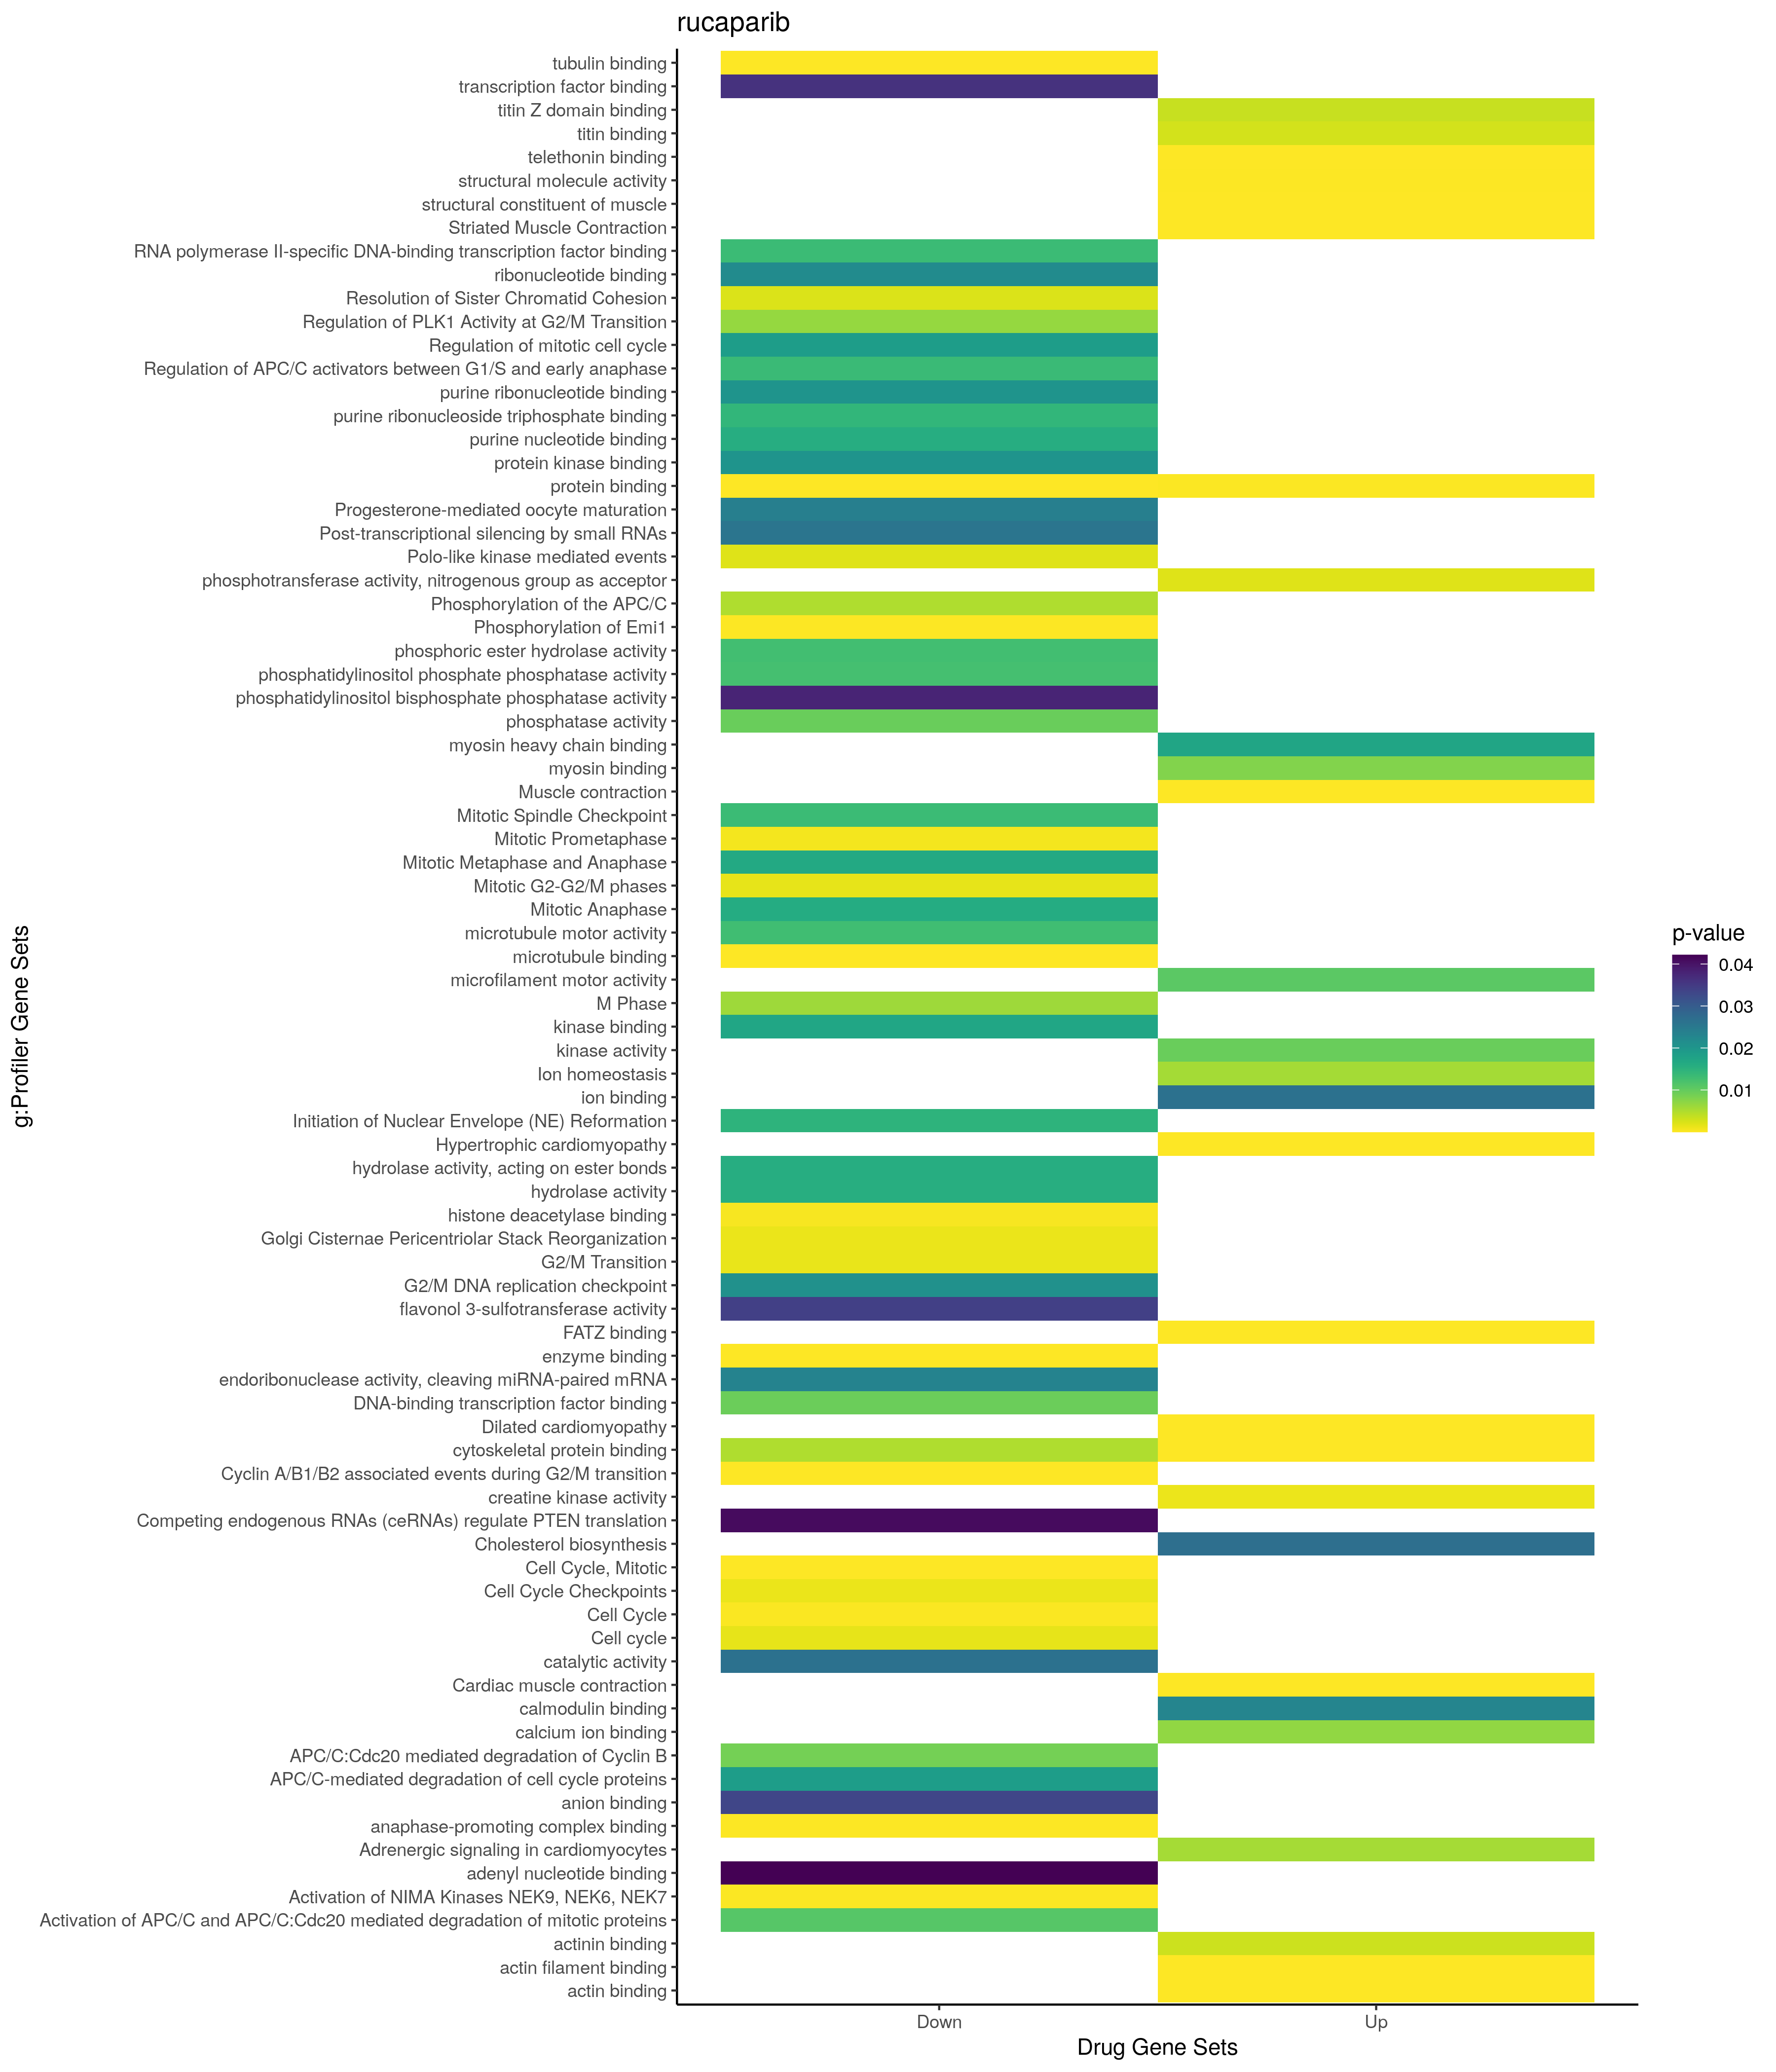 rucaparib
g:Profiler Gene Sets
tubulin binding
transcription factor binding
titin Z domain binding
titin binding
telethonin binding
structural molecule activity
structural constituent of muscle
Striated Muscle Contraction
RNA polymerase II-specific DNA-binding transcription factor binding
ribonucleotide binding
Resolution of Sister Chromatid Cohesion
Regulation of PLK1 Activity at G2/M Transition
Regulation of mitotic cell cycle
Regulation of APC/C activators between G1/S and early anaphase
purine ribonucleotide binding
purine ribonucleoside triphosphate binding
purine nucleotide binding
protein kinase binding
protein binding
Progesterone-mediated oocyte maturation
Post-transcriptional silencing by small RNAs
Polo-like kinase mediated events
phosphotransferase activity, nitrogenous group as acceptor
Phosphorylation of the APC/C
Phosphorylation of Emi1
phosphoric ester hydrolase activity
phosphatidylinositol phosphate phosphatase activity
phosphatidylinositol bisphosphate phosphatase activity
phosphatase activity
myosin heavy chain binding
myosin binding
Muscle contraction
Mitotic Spindle Checkpoint
Mitotic Prometaphase
Mitotic Metaphase and Anaphase
Mitotic G2-G2/M phases
Mitotic Anaphase
microtubule motor activity
microtubule binding
microfilament motor activity
M Phase
kinase binding
kinase activity
Ion homeostasis
ion binding
Initiation of Nuclear Envelope (NE) Reformation
Hypertrophic cardiomyopathy
hydrolase activity, acting on ester bonds
hydrolase activity
histone deacetylase binding
Golgi Cisternae Pericentriolar Stack Reorganization
G2/M Transition
G2/M DNA replication checkpoint
flavonol 3-sulfotransferase activity
FATZ binding
enzyme binding
endoribonuclease activity, cleaving miRNA-paired mRNA
DNA-binding transcription factor binding
Dilated cardiomyopathy
cytoskeletal protein binding
Cyclin A/B1/B2 associated events during G2/M transition
creatine kinase activity
Competing endogenous RNAs (ceRNAs) regulate PTEN translation
Cholesterol biosynthesis
Cell Cycle, Mitotic
Cell Cycle Checkpoints
Cell Cycle
Cell cycle
catalytic activity
Cardiac muscle contraction
calmodulin binding
calcium ion binding
APC/C:Cdc20 mediated degradation of Cyclin B
APC/C-mediated degradation of cell cycle proteins
anion binding
anaphase-promoting complex binding
Adrenergic signaling in cardiomyocytes
adenyl nucleotide binding
Activation of NIMA Kinases NEK9, NEK6, NEK7
Activation of APC/C and APC/C:Cdc20 mediated degradation of mitotic proteins
actinin binding
actin filament binding
actin binding
Down
Up
Drug Gene Sets
p-value
0.04
0.03
0.02
0.01